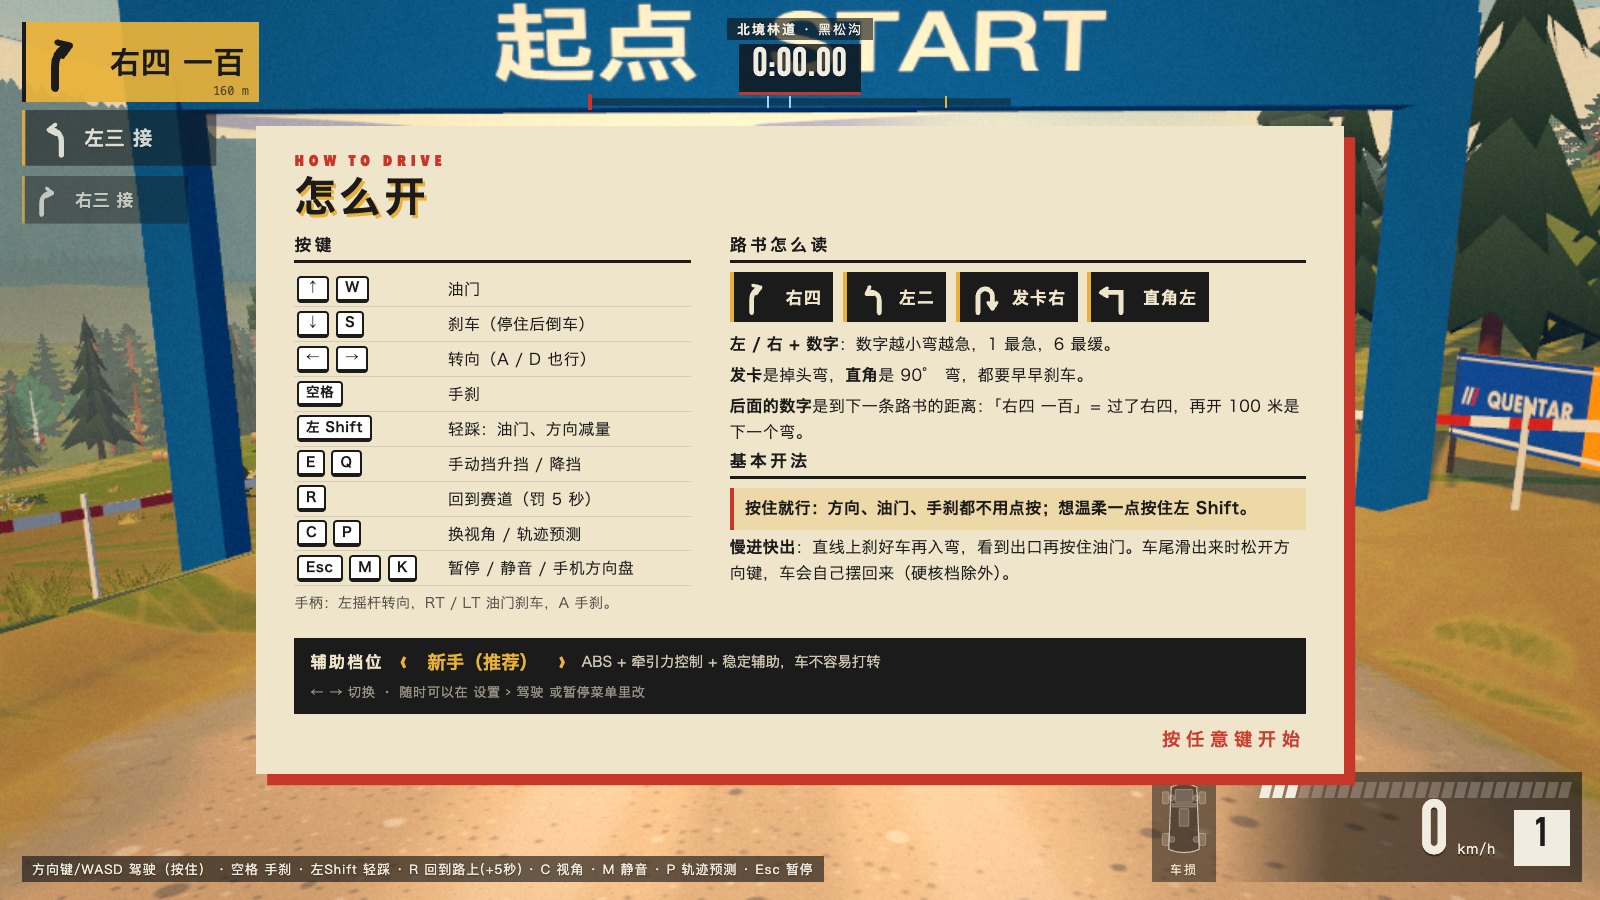 起点 START
北境林道 · 黑松沟
0:00.00
右四 一百
160 m
左三 接
右三 接
HOW TO DRIVE
怎么开
按键
↑ W 油门
↓ S 刹车（停住后倒车）
← → 转向（A / D 也行）
空格 手刹
左 Shift 轻踩：油门、方向减量
E Q 手动挡升挡 / 降挡
R 回到赛道（罚 5 秒）
C P 换视角 / 轨迹预测
Esc M K 暂停 / 静音 / 手机方向盘
手柄：左摇杆转向，RT / LT 油门刹车，A 手刹。
路书怎么读
右四 左二 发卡右 直角左
左 / 右 + 数字：数字越小弯越急，1 最急，6 最缓。
发卡是掉头弯，直角是 90° 弯，都要早早刹车。
后面的数字是到下一条路书的距离：「右四 一百」= 过了右四，再开 100 米是
下一个弯。
基本开法
按住就行：方向、油门、手刹都不用点按；想温柔一点按住左 Shift。
慢进快出：直线上刹好车再入弯，看到出口再按住油门。车尾滑出来时松开方
向键，车会自己摆回来（硬核档除外）。
辅助档位 ‹ 新手（推荐） › ABS + 牵引力控制 + 稳定辅助，车不容易打转
← → 切换 · 随时可以在 设置 › 驾驶 或暂停菜单里改
按任意键开始
QUENTAR
车损
0 km/h
1
方向键/WASD 驾驶（按住） · 空格 手刹 · 左Shift 轻踩 · R 回到路上(+5秒) · C 视角 · M 静音 · P 轨迹预测 · Esc 暂停